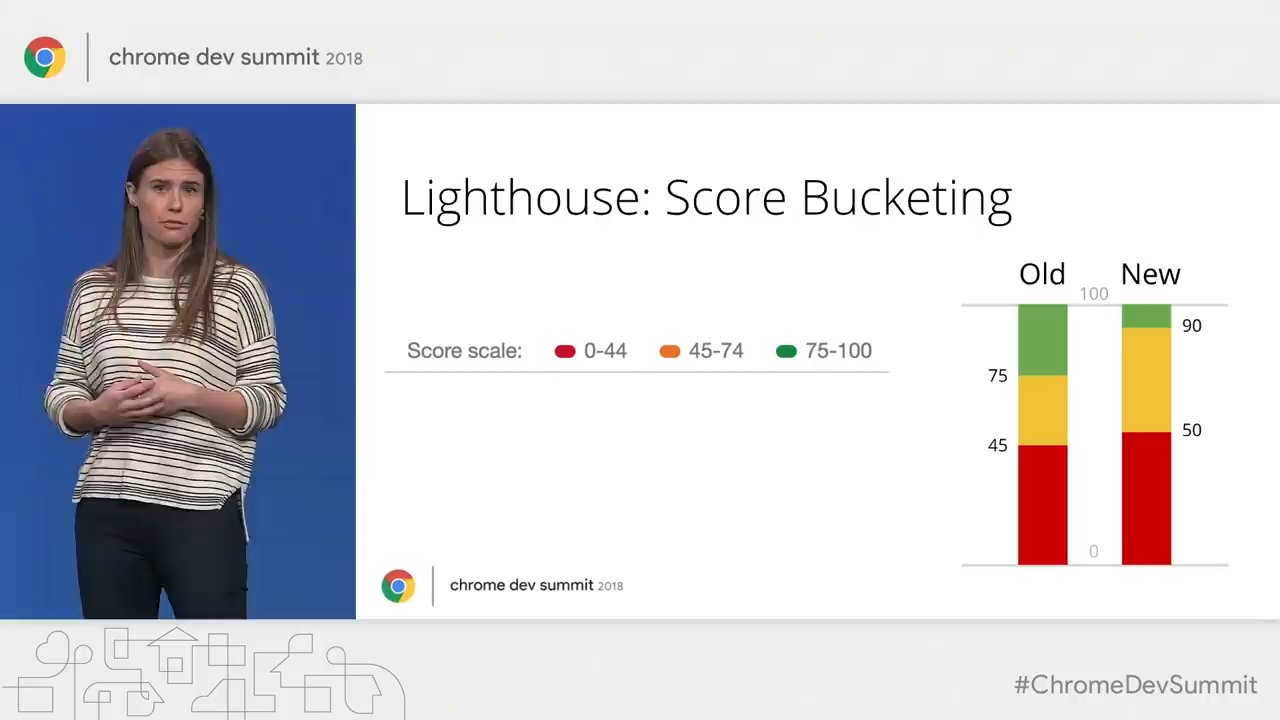 chrome dev summit 2018
Lighthouse: Score Bucketing
Old New
100
90
Score scale: 0-44 45-74 75-100
75
50
45
0
chrome dev summit 2018
#ChromeDevSummit